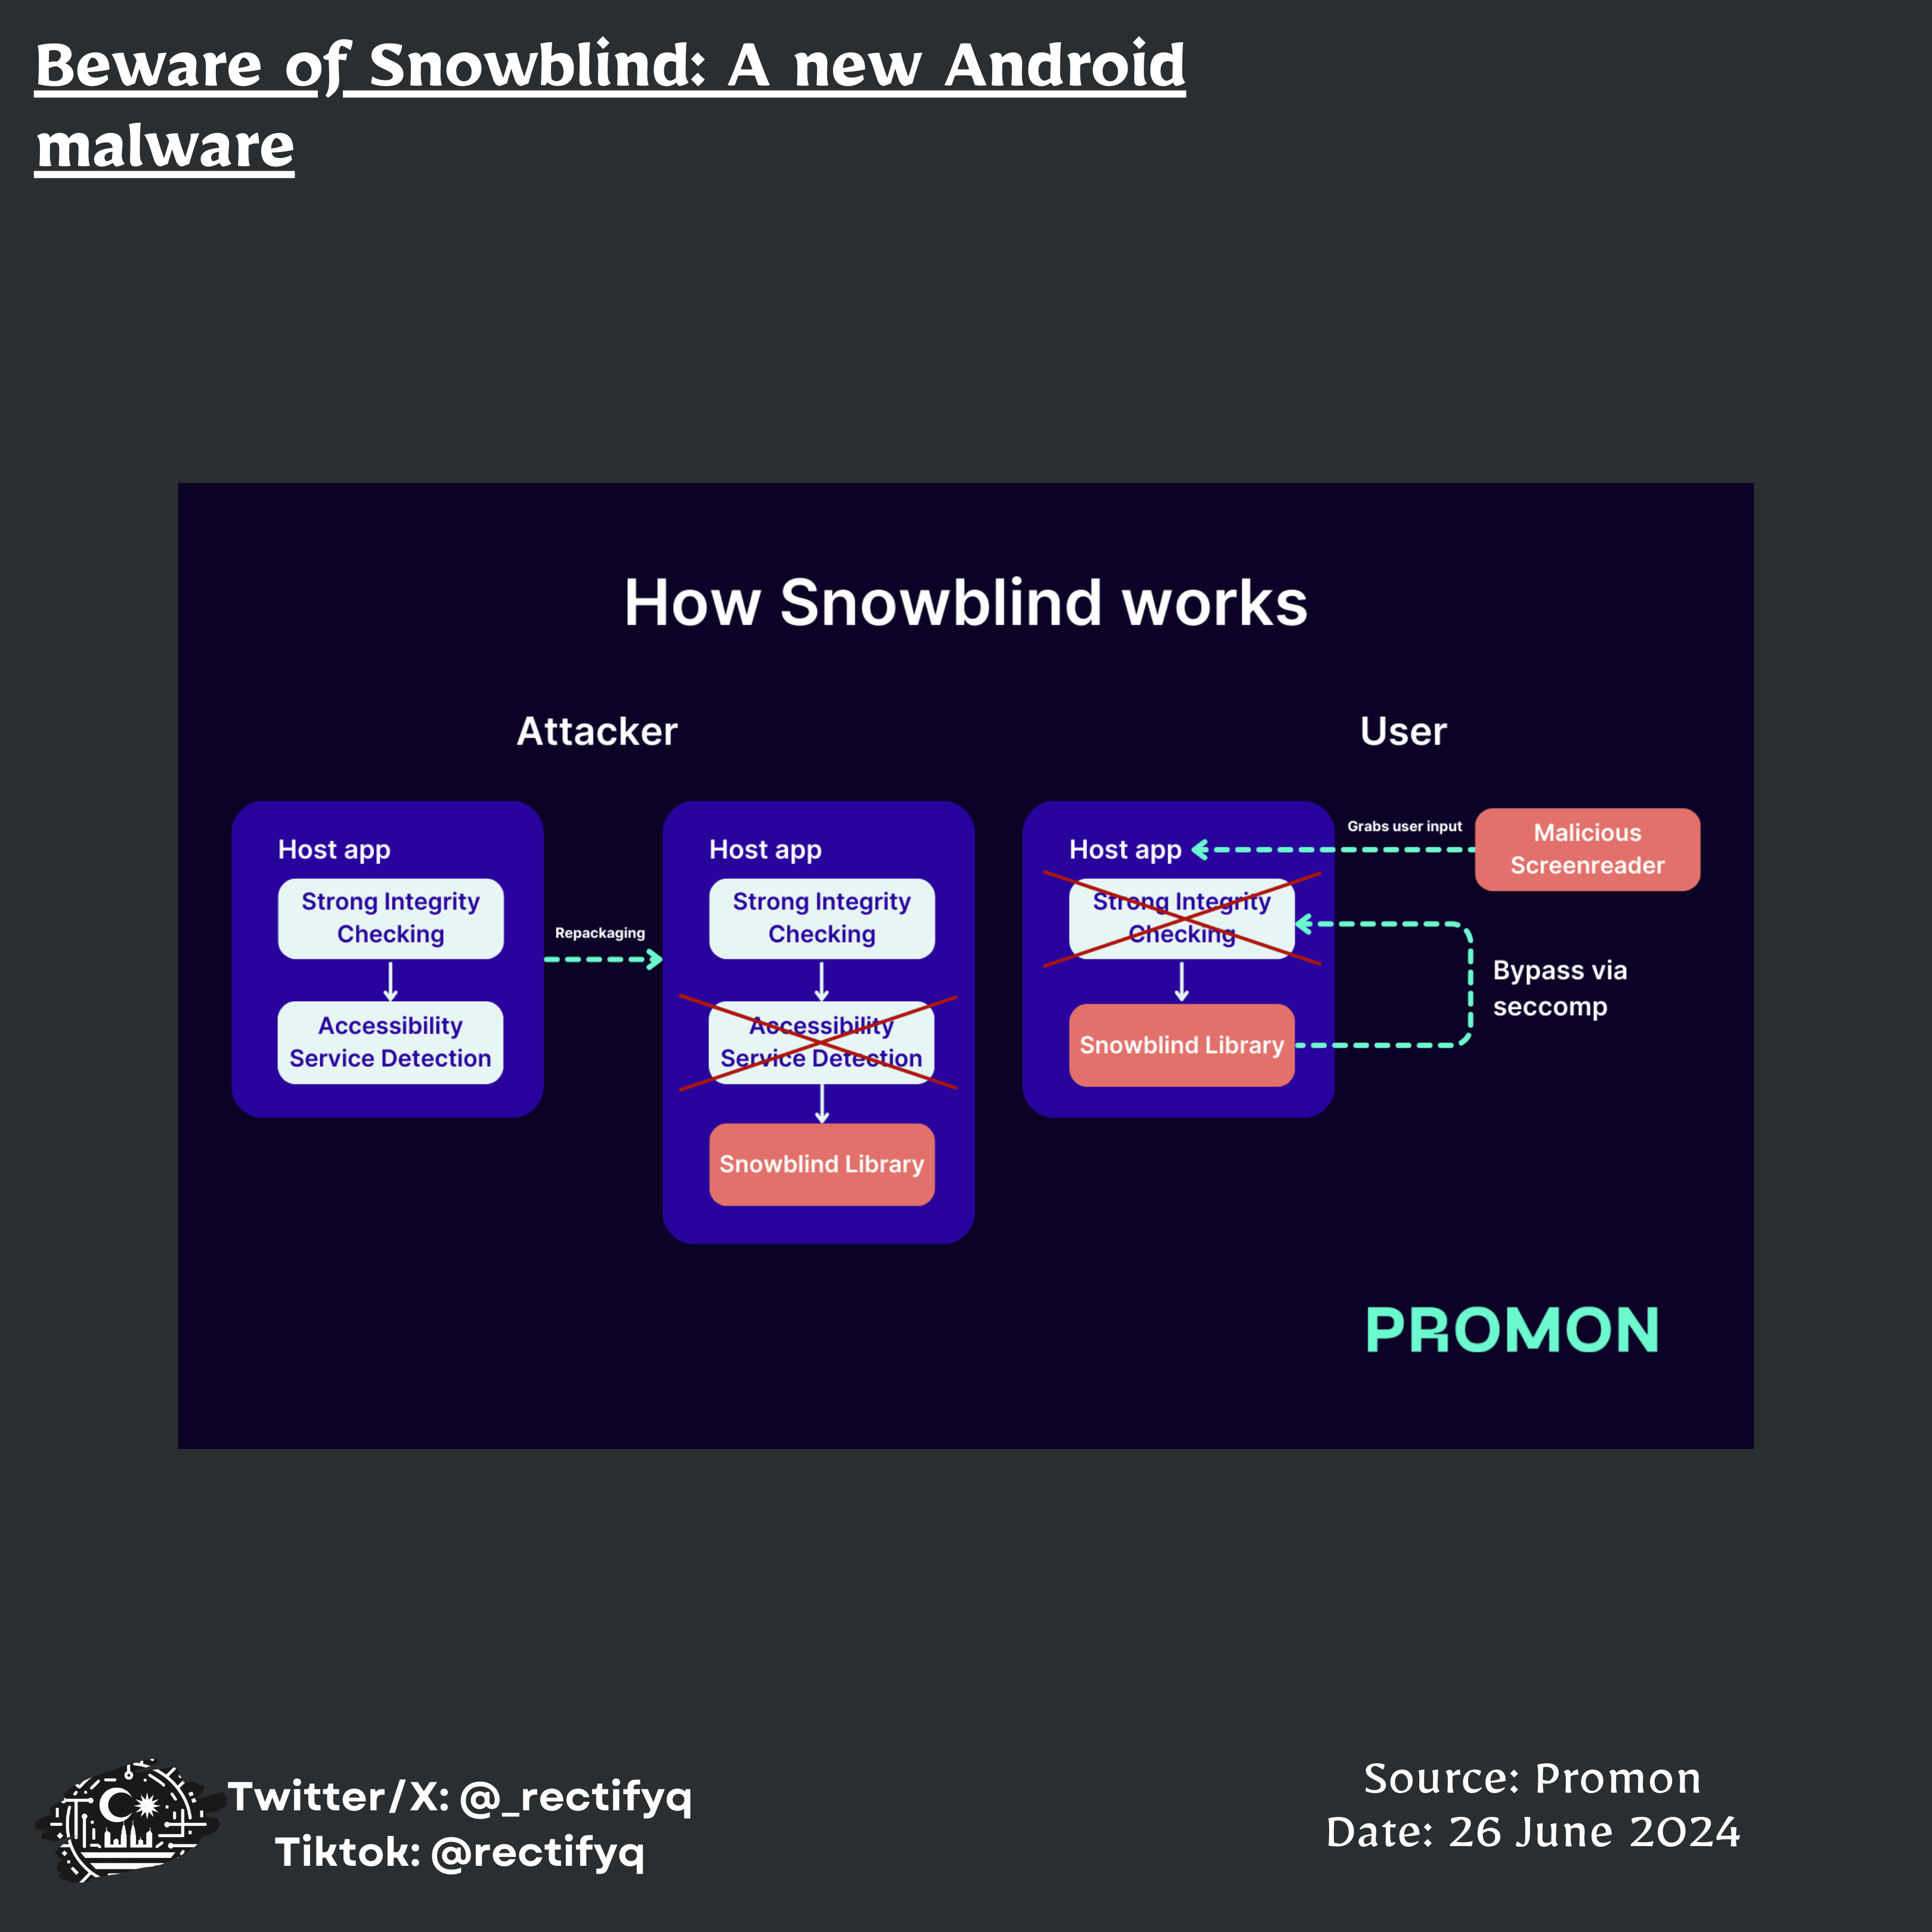 Beware of Snowblind: A new Android
malware
How Snowblind works
Attacker
User
Host app
Strong Integrity
Checking
Accessibility
Service Detection
Repackaging
Host app
Strong Integrity
Checking
Accessibility
Service Detection
Snowblind Library
Host app
Strong Integrity
Checking
Snowblind Library
Grabs user input
Malicious
Screenreader
Bypass via
seccomp
PROMON
Twitter/X: @_rectifyq
Tiktok: @rectifyq
Source: Promon
Date: 26 June 2024